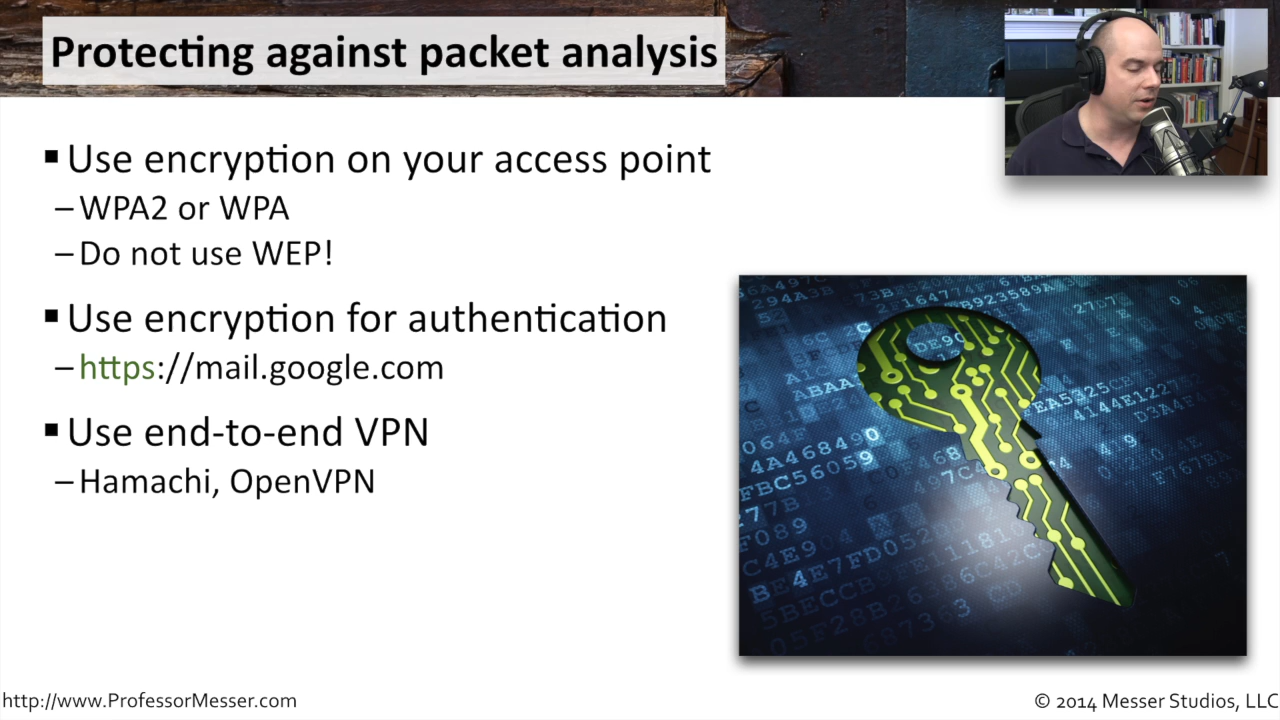 Protecting against packet analysis
▪ Use encryption on your access point
– WPA2 or WPA
– Do not use WEP!
▪ Use encryption for authentication
– https://mail.google.com
▪ Use end-to-end VPN
– Hamachi, OpenVPN
http://www.ProfessorMesser.com
© 2014 Messer Studios, LLC